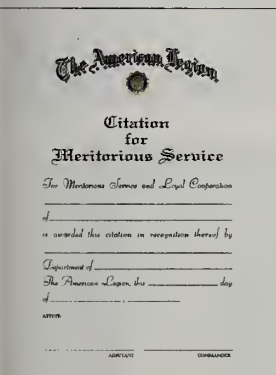 The American Legion
Citation
for
Meritorious Service
For Meritorious Service and Loyal Cooperation
of
is awarded this citation in recognition thereof by
Department of
The American Legion, this day
of
ATTEST:
ADJUTANT COMMANDER